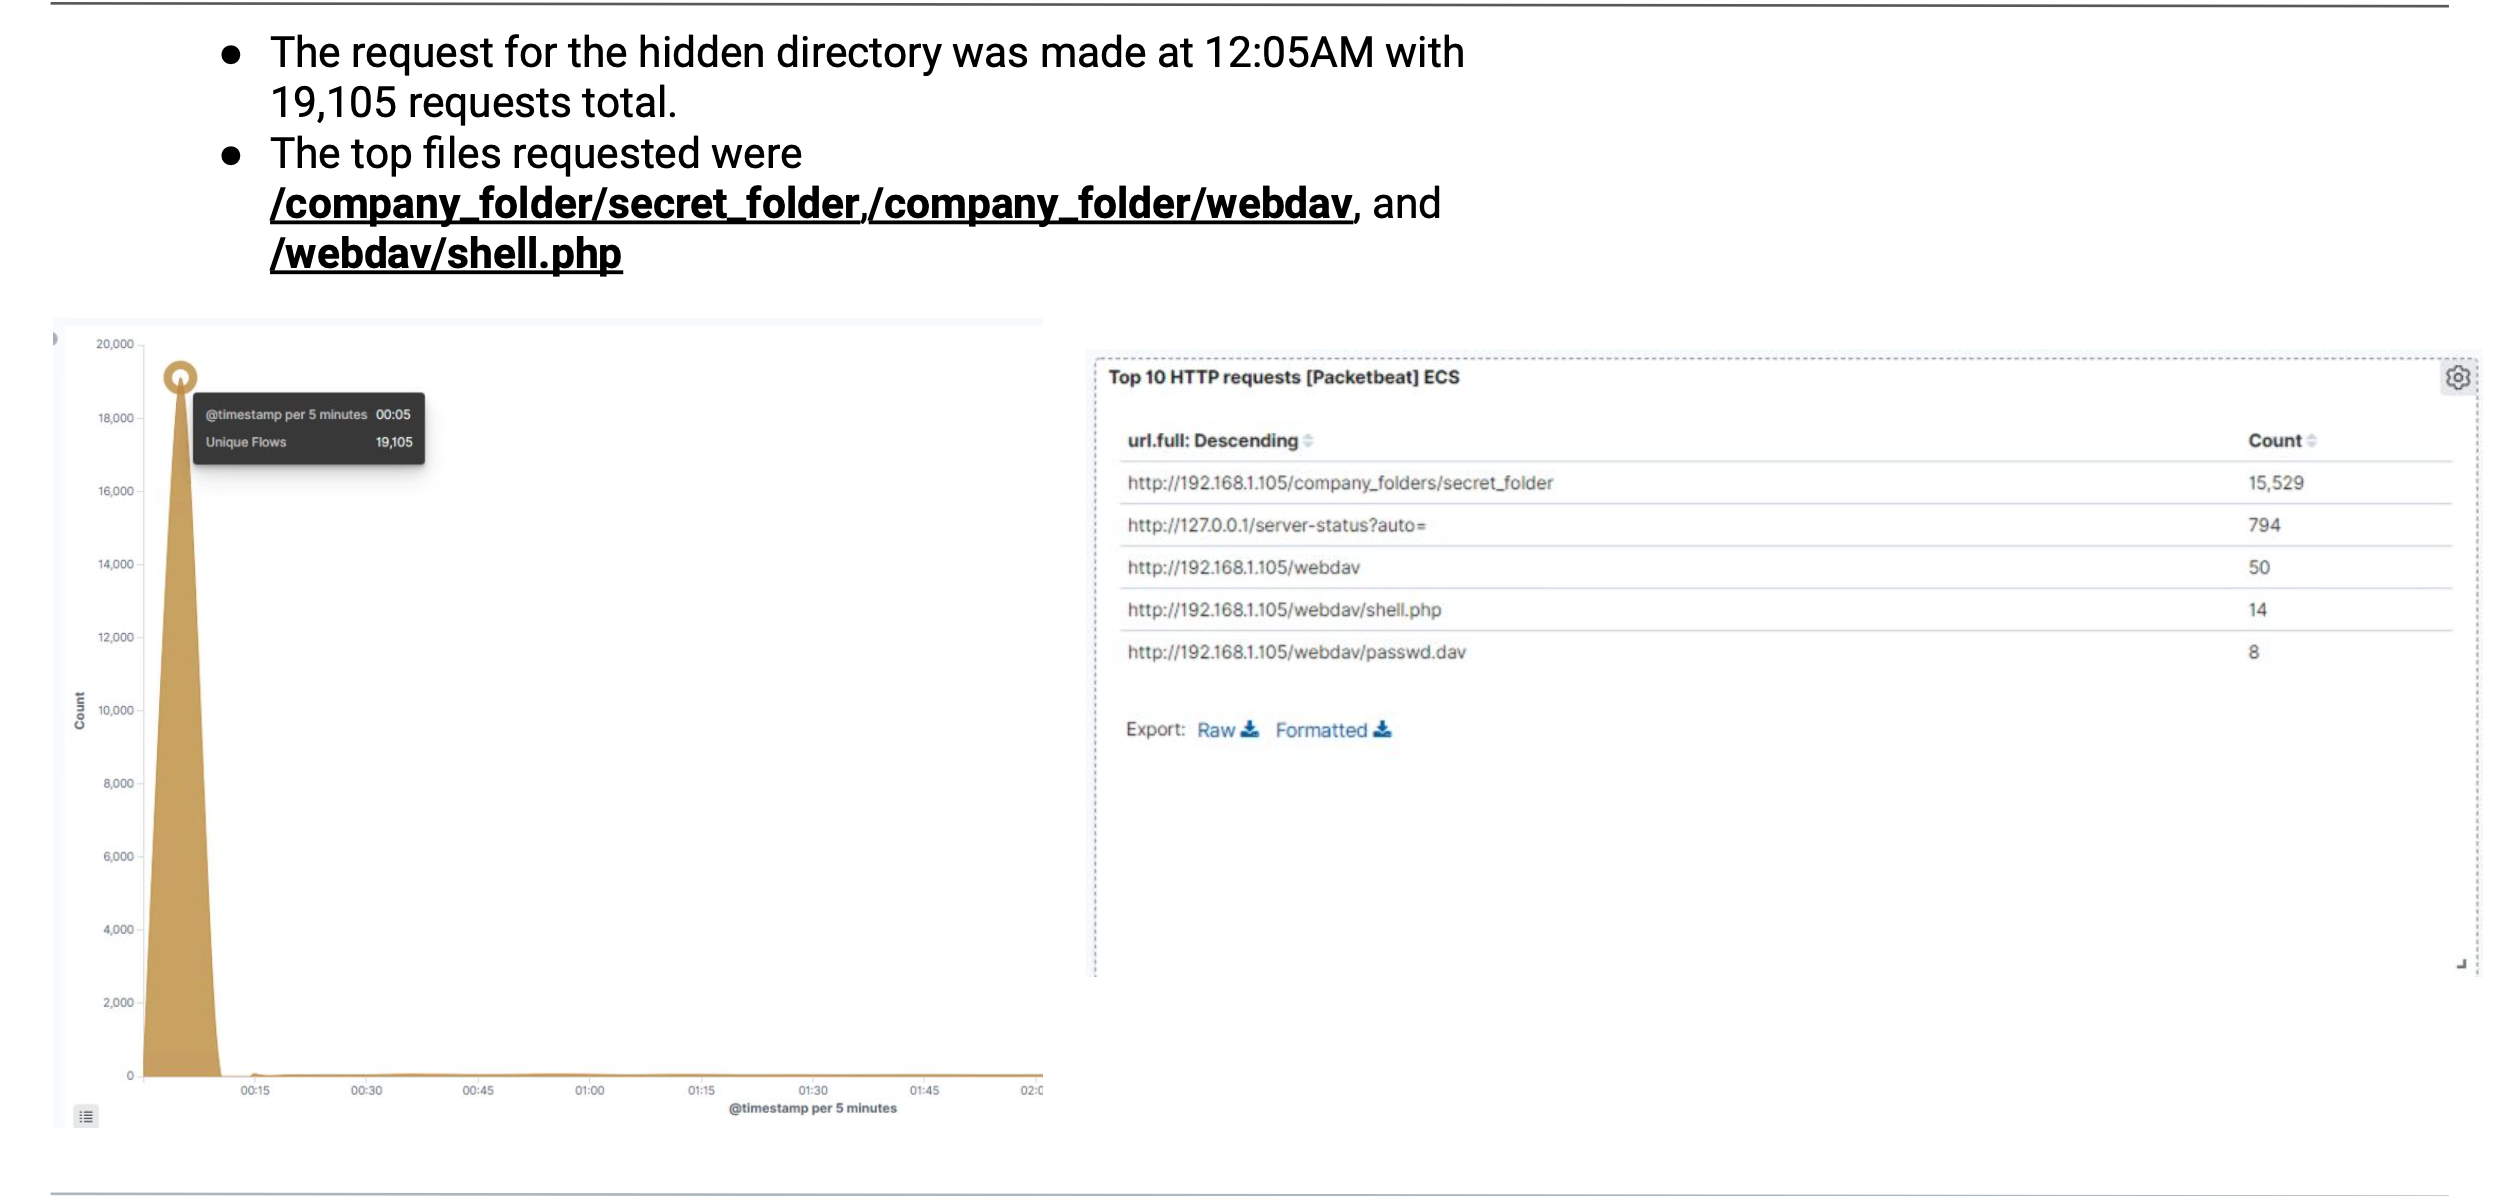 ● The request for the hidden directory was made at 12:05AM with
19,105 requests total.
● The top files requested were
/company_folder/secret_folder,/company_folder/webdav, and
/webdav/shell.php
20,000
18,000
16,000
14,000
12,000
10,000
8,000
6,000
4,000
2,000
0
Count
@timestamp per 5 minutes 00:05
Unique Flows 19,105
00:15 00:30 00:45 01:00 01:15 01:30 01:45 02:0
@timestamp per 5 minutes
Top 10 HTTP requests [Packetbeat] ECS
url.full: Descending Count
http://192.168.1.105/company_folders/secret_folder 15,529
http://127.0.0.1/server-status?auto= 794
http://192.168.1.105/webdav 50
http://192.168.1.105/webdav/shell.php 14
http://192.168.1.105/webdav/passwd.dav 8
Export: Raw Formatted